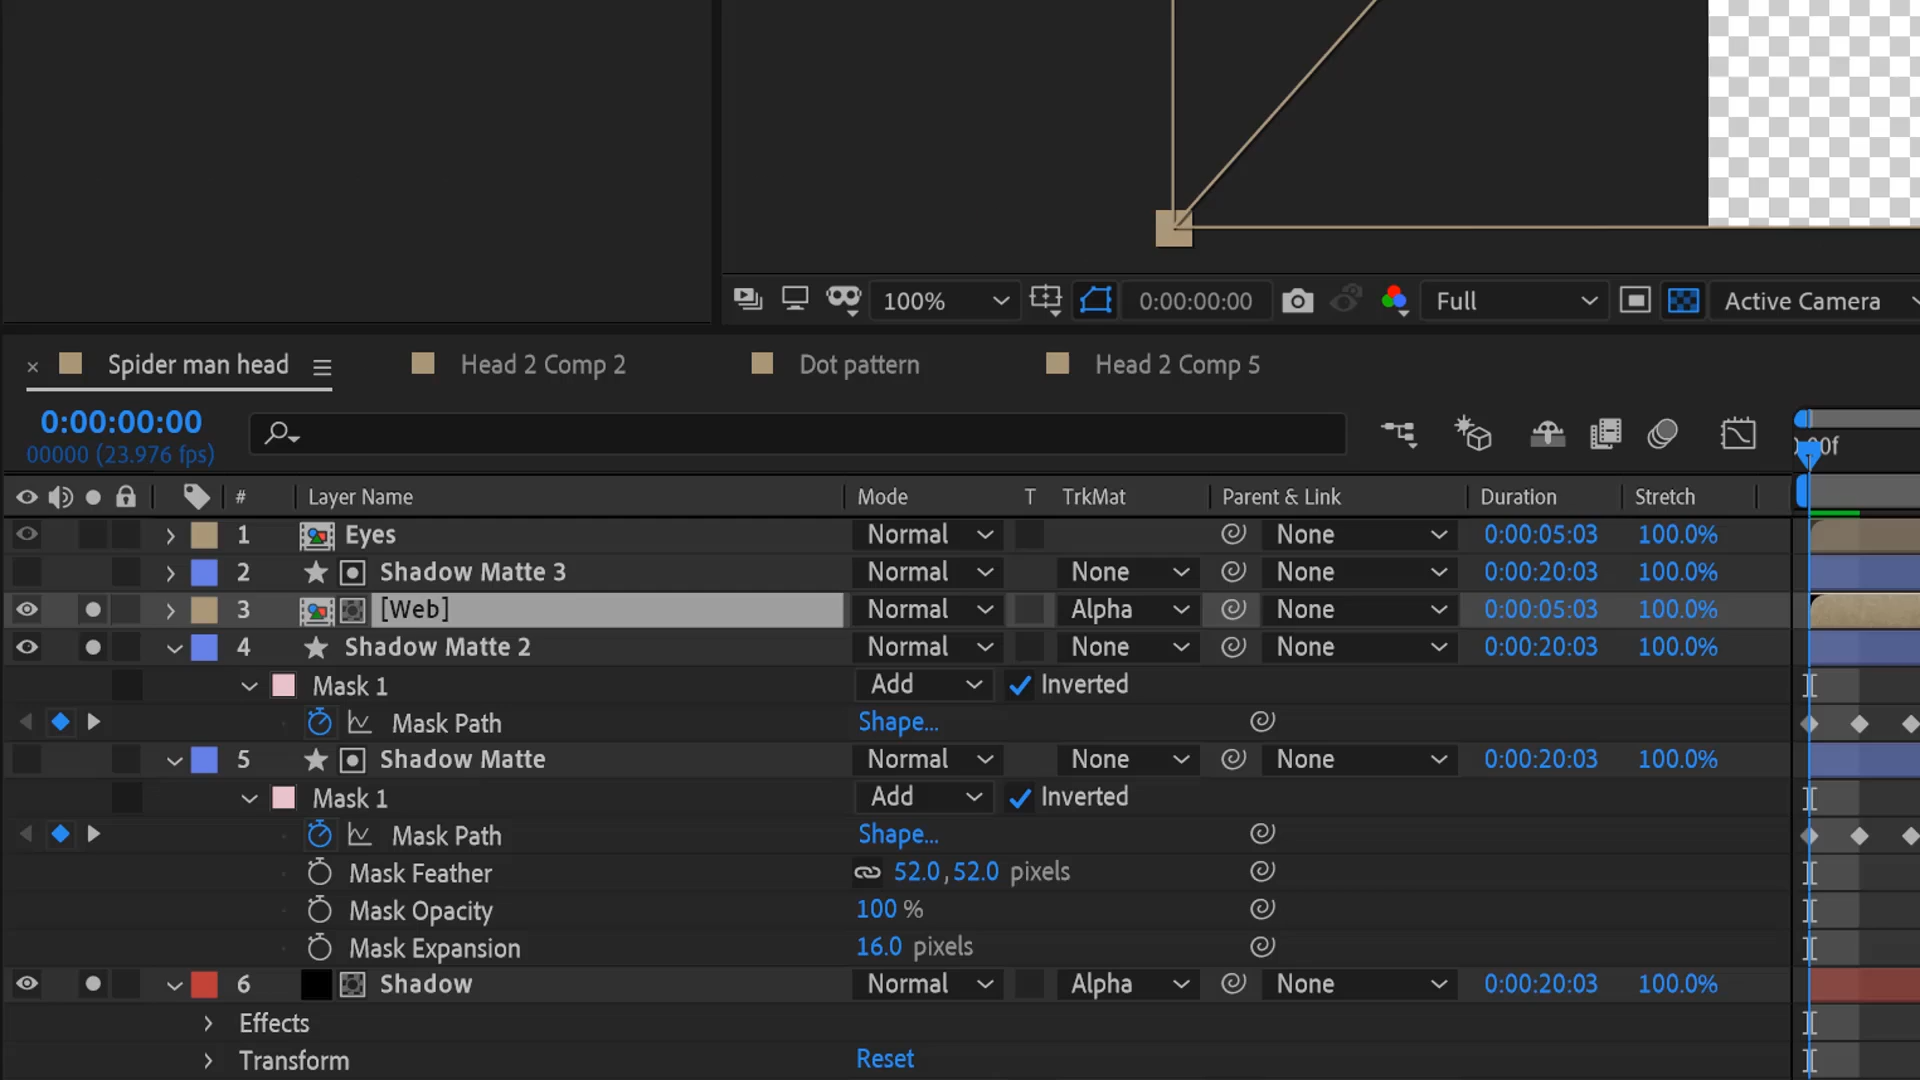 100%
0:00:00:00
Full
Active Camera
× Spider man head
Head 2 Comp 2
Dot pattern
Head 2 Comp 5
0:00:00:00
00000 (23.976 fps)
# Layer Name Mode T TrkMat Parent & Link Duration Stretch
1 Eyes Normal None 0:00:05:03 100.0%
2 Shadow Matte 3 Normal None None 0:00:20:03 100.0%
3 [Web] Normal Alpha None 0:00:05:03 100.0%
4 Shadow Matte 2 Normal None None 0:00:20:03 100.0%
Mask 1 Add Inverted
Mask Path Shape...
5 Shadow Matte Normal None None 0:00:20:03 100.0%
Mask 1 Add Inverted
Mask Path Shape...
Mask Feather 52.0,52.0 pixels
Mask Opacity 100 %
Mask Expansion 16.0 pixels
6 Shadow Normal Alpha None 0:00:20:03 100.0%
Effects
Transform Reset